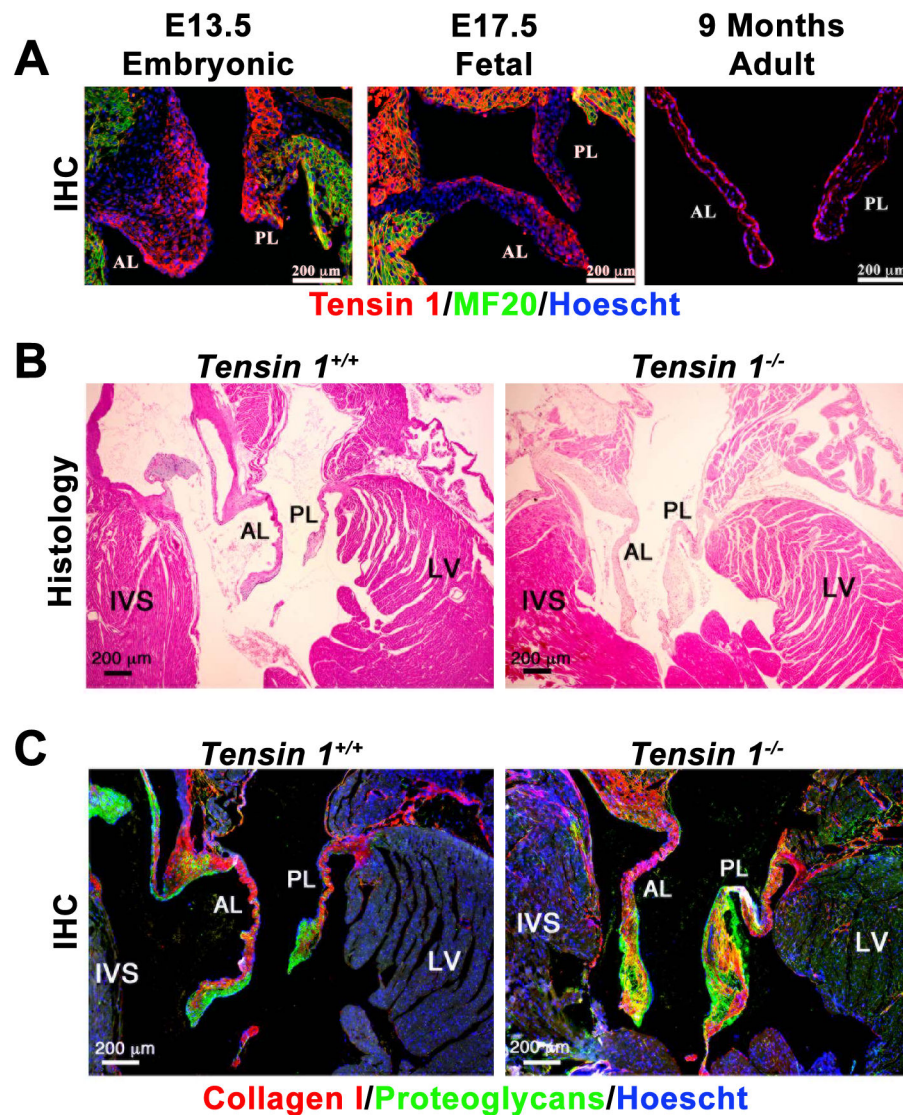 E13.5
Embryonic
E17.5
Fetal
9 Months
Adult
A
IHC
AL
PL
200 μm
PL
AL
200 μm
AL
PL
200 μm
Tensin 1/MF20/Hoescht
B
Tensin 1+/+
Tensin 1-/-
Histology
AL
PL
IVS
LV
200 μm
PL
AL
IVS
LV
200 μm
C
Tensin 1+/+
Tensin 1-/-
IHC
PL
AL
IVS
LV
200 μm
PL
AL
IVS
LV
200 μm
Collagen I/Proteoglycans/Hoescht